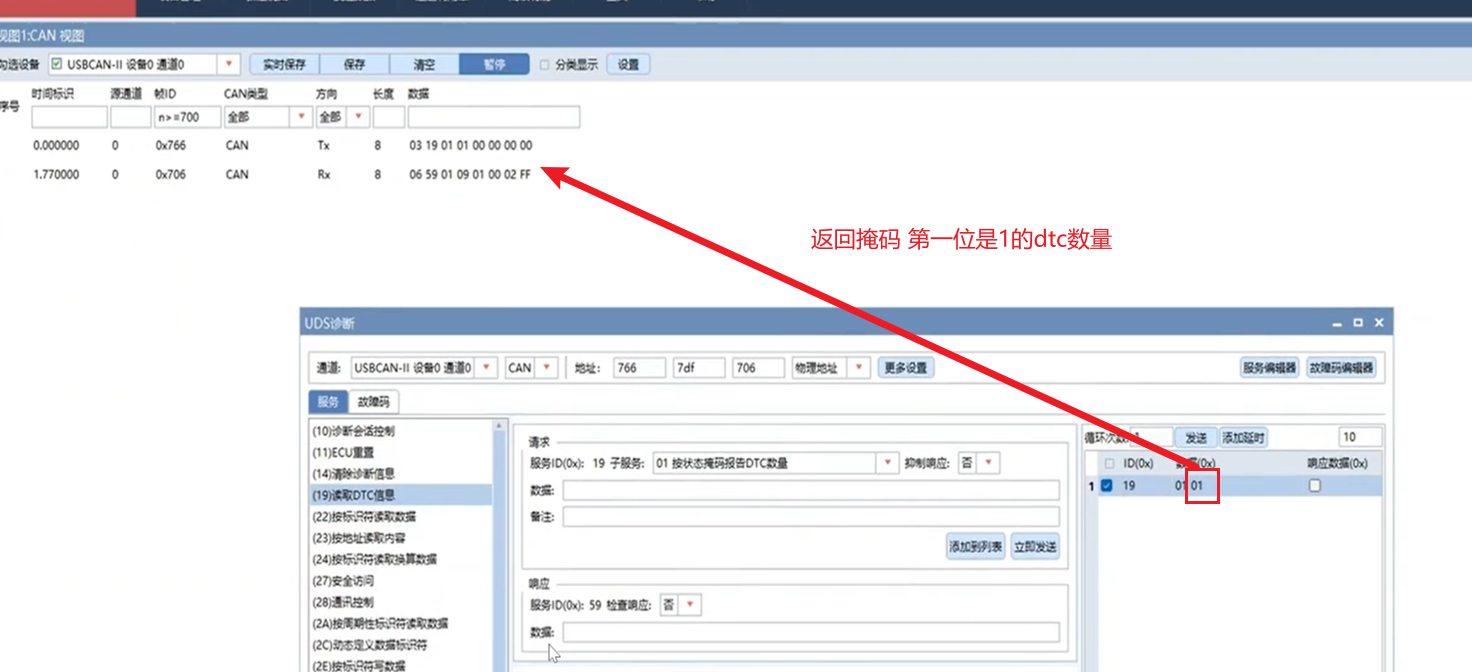 视图1:CAN 视图
勾选设备 USBCAN-II 设备0 通道0 实时保存 保存 清空 暂停 分类显示 设置
序号 时间标识 源通道 帧ID CAN类型 方向 长度 数据
n>=700 全部 全部
0.000000 0 0x766 CAN Tx 8 03 19 01 01 00 00 00 00
1.770000 0 0x706 CAN Rx 8 06 59 01 09 01 00 02 FF
返回掩码 第一位是1的dtc数量
UDS诊断
通道: USBCAN-II 设备0 通道0 CAN 地址: 766 7df 706 物理地址 更多设置 服务编辑器 故障码编辑器
服务 故障码
(10)诊断会话控制
(11)ECU重置
(14)清除诊断信息
(19)读取DTC信息
(22)按标识符读取数据
(23)按地址读取内容
(24)按标识符读取换算数据
(27)安全访问
(28)通讯控制
(2A)按周期性标识符读取数据
(2C)动态定义数据标识符
(2E)按标识符写数据
请求
服务ID(0x): 19 子服务: 01 按状态掩码报告DTC数量 抑制响应: 否
数据:
备注:
添加到列表 立即发送
响应
服务ID(0x): 59 检查响应: 否
数据:
循环次数: 1 发送 添加延时 10
ID(0x) 数据(0x) 响应数据(0x)
1 19 01 01